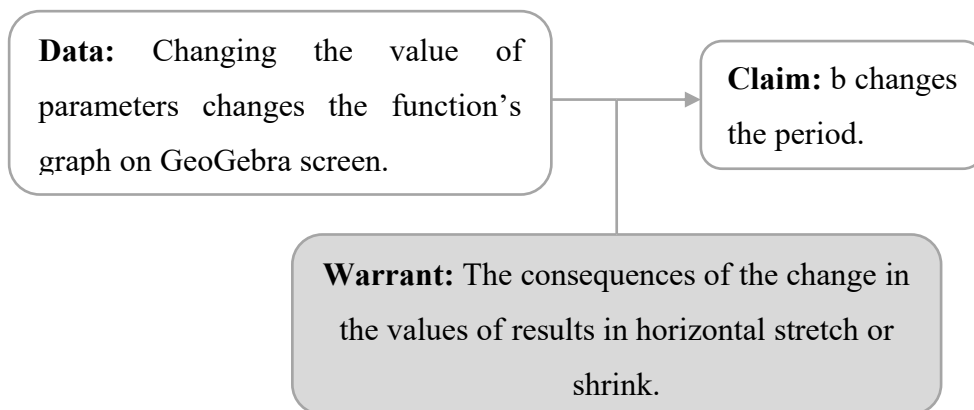 Data: Changing the value of
parameters changes the function’s
graph on GeoGebra screen.
Claim: b changes
the period.
Warrant: The consequences of the change in
the values of results in horizontal stretch or
shrink.